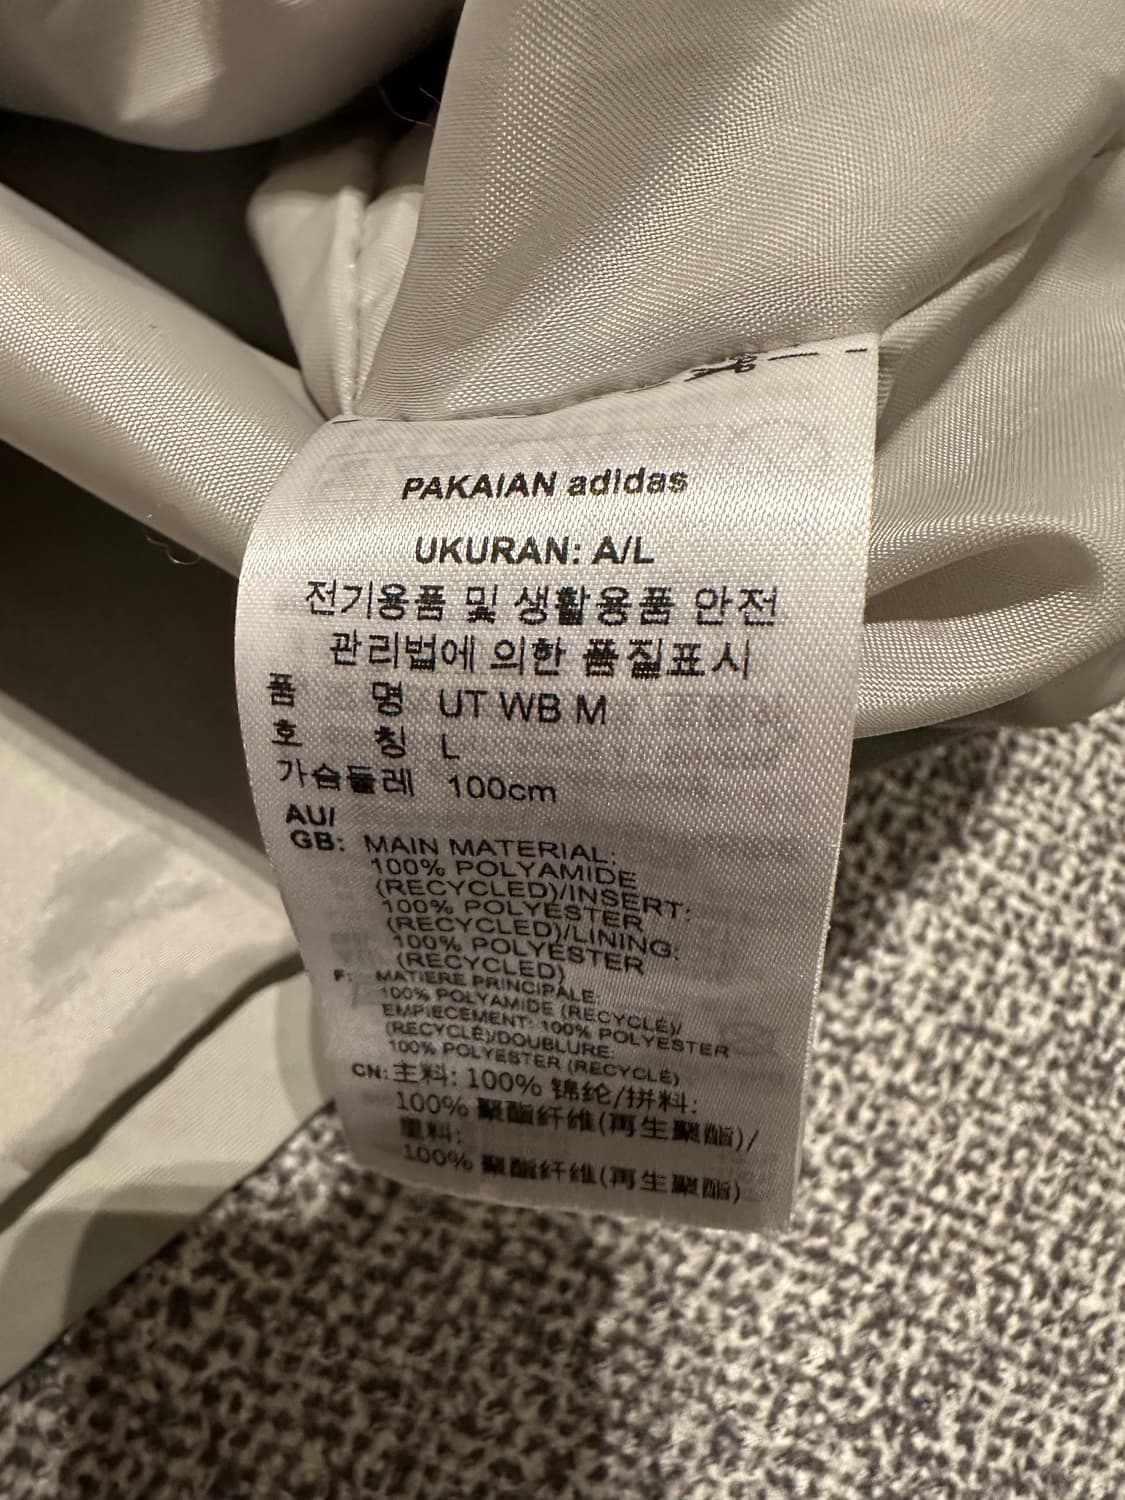 PAKAIAN adidas
UKURAN: A/L
전기용품 및 생활용품 안전
관리법에 의한 품질표시
품 명 UT WB M
호 칭 L
가슴둘레 100cm
AU/
GB: MAIN MATERIAL:
100% POLYAMIDE
(RECYCLED)/INSERT:
100% POLYESTER
(RECYCLED)/LINING:
100% POLYESTER
(RECYCLED)
F: MATIERE PRINCIPALE:
100% POLYAMIDE (RECYCLÉ)/
EMPIECEMENT: 100% POLYESTER
(RECYCLÉ)/DOUBLURE:
100% POLYESTER (RECYCLÉ)
CN: 主料: 100% 锦纶/拼料:
100% 聚酯纤维(再生聚酯)/
里料:
100% 聚酯纤维(再生聚酯)